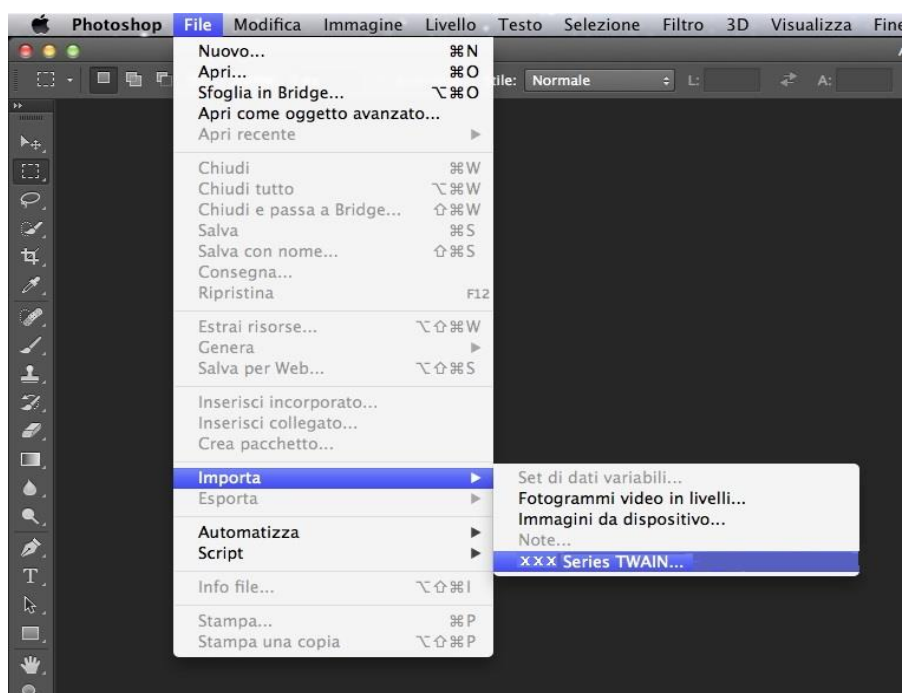 Photoshop File Modifica Immagine Livello Testo Selezione Filtro 3D Visualizza Fine
tile: Normale L: A:
Nuovo... ⌘N
Apri... ⌘O
Sfoglia in Bridge... ⌥⌘O
Apri come oggetto avanzato...
Apri recente
Chiudi ⌘W
Chiudi tutto ⌥⌘W
Chiudi e passa a Bridge... ⇧⌘W
Salva ⌘S
Salva con nome... ⇧⌘S
Consegna...
Ripristina F12
Estrai risorse... ⌥⇧⌘W
Genera
Salva per Web... ⌥⇧⌘S
Inserisci incorporato...
Inserisci collegato...
Crea pacchetto...
Importa
Esporta
Automatizza
Script
Info file... ⌥⇧⌘I
Stampa... ⌘P
Stampa una copia ⌥⇧⌘P
Set di dati variabili...
Fotogrammi video in livelli...
Immagini da dispositivo...
Note...
XXX Series TWAIN...